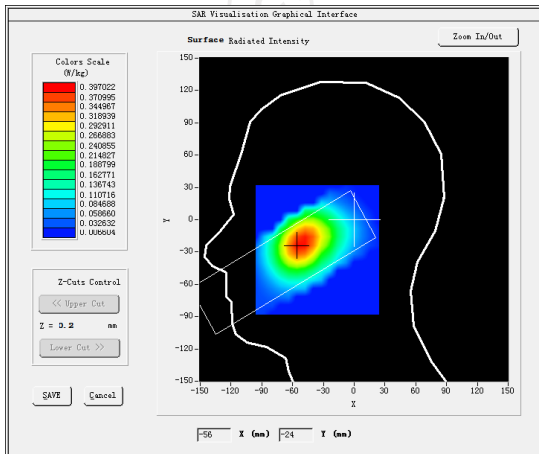 SAR Visualisation Graphical Interface
Surface Radiated Intensity
Zoom In/Out
Colors Scale
(W/kg)
0.397022
0.370995
0.344967
0.318939
0.292911
0.266883
0.240855
0.214827
0.188799
0.162771
0.136743
0.110716
0.084688
0.058660
0.032632
0.006604
Z-Cuts Control
<< Upper Cut
Z = 0.2 mm
Lower Cut >>
SAVE
Cancel
150
120
90
60
30
0
-30
-60
-90
-120
-150
Y
-150 -120 -90 -60 -30 0 30 60 90 120 150
X
-56 X (mm) -24 Y (mm)